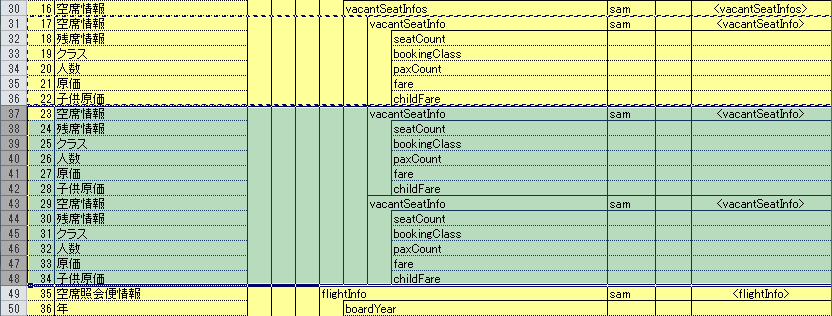 30 16 空席情報 vacantSeatInfos sam <vacantSeatInfos>
31 17 空席情報 vacantSeatInfo sam <vacantSeatInfo>
32 18 残席情報 seatCount
33 19 クラス bookingClass
34 20 人数 paxCount
35 21 原価 fare
36 22 子供原価 childFare
37 23 空席情報 vacantSeatInfo sam <vacantSeatInfo>
38 24 残席情報 seatCount
39 25 クラス bookingClass
40 26 人数 paxCount
41 27 原価 fare
42 28 子供原価 childFare
43 29 空席情報 vacantSeatInfo sam <vacantSeatInfo>
44 30 残席情報 seatCount
45 31 クラス bookingClass
46 32 人数 paxCount
47 33 原価 fare
48 34 子供原価 childFare
49 35 空席照会便情報 flightInfo sam <flightInfo>
50 36 年 boardYear